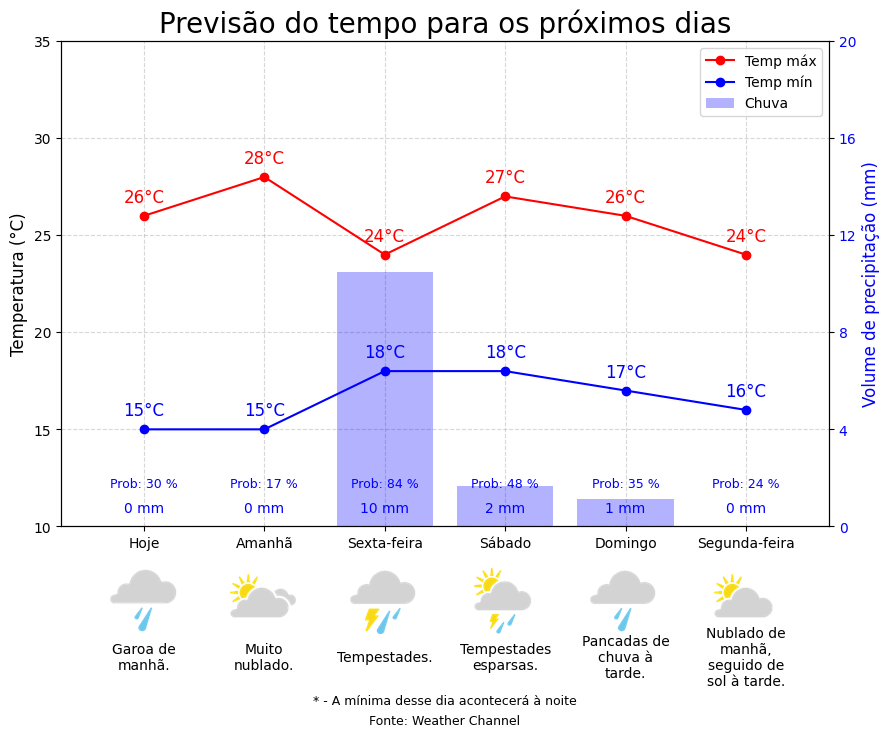 Previsão do tempo para os próximos dias
35
30
25
20
15
10
Temperatura (°C)
20
16
12
8
4
0
Volume de precipitação (mm)
Temp máx
Temp mín
Chuva
26°C
28°C
24°C
27°C
26°C
24°C
15°C
15°C
18°C
18°C
17°C
16°C
Prob: 30 %
Prob: 17 %
Prob: 84 %
Prob: 48 %
Prob: 35 %
Prob: 24 %
0 mm
0 mm
10 mm
2 mm
1 mm
0 mm
Hoje
Amanhã
Sexta-feira
Sábado
Domingo
Segunda-feira
Garoa de
manhã.
Muito
nublado.
Tempestades.
Tempestades
esparsas.
Pancadas de
chuva à
tarde.
Nublado de
manhã,
seguido de
sol à tarde.
* - A mínima desse dia acontecerá à noite
Fonte: Weather Channel